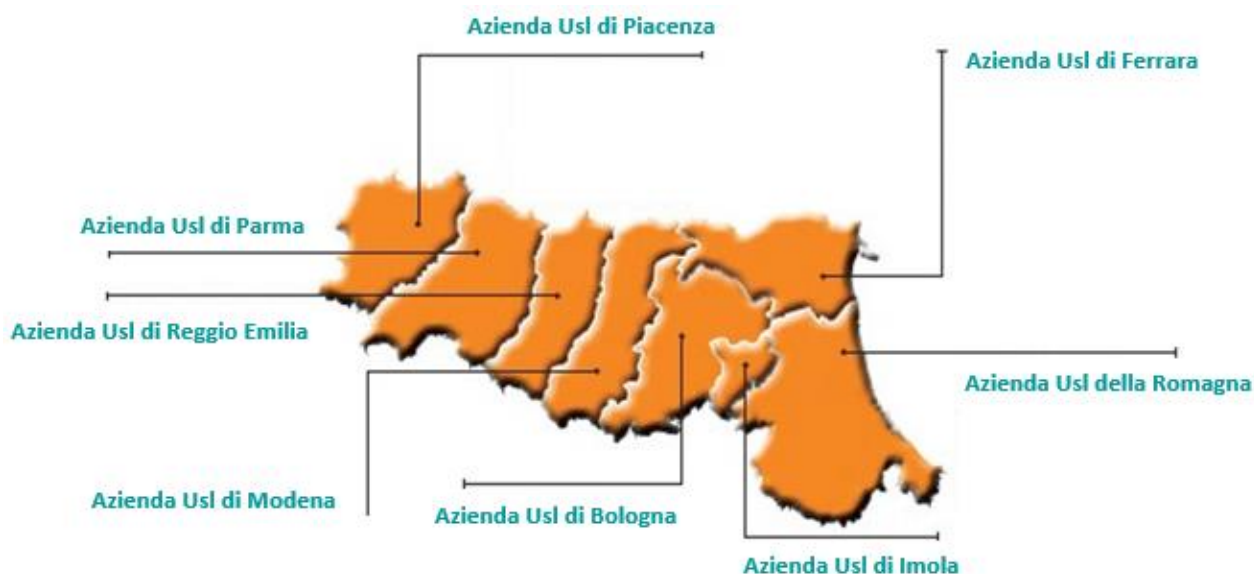 Azienda Usl di Piacenza
Azienda Usl di Ferrara
Azienda Usl di Parma
Azienda Usl di Reggio Emilia
Azienda Usl della Romagna
Azienda Usl di Modena
Azienda Usl di Bologna
Azienda Usl di Imola